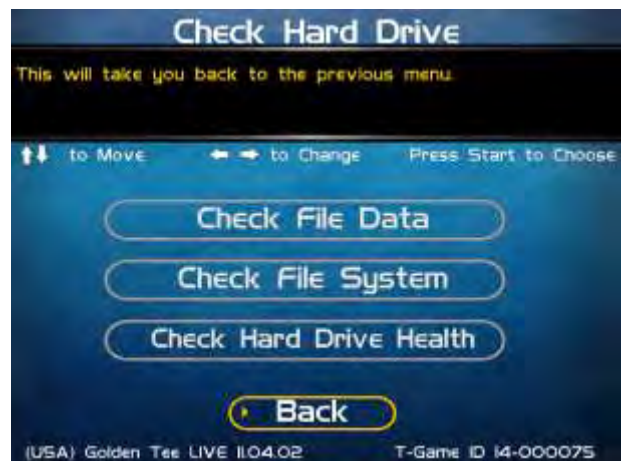 Check Hard Drive
This will take you back to the previous menu.
to Move to Change Press Start to Choose
Check File Data
Check File System
Check Hard Drive Health
Back
(USA) Golden Tee LIVE 11.04.02 T-Game ID 14-000075